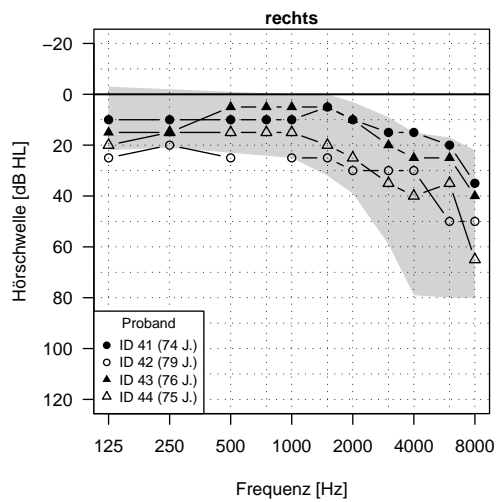 rechts
Hörschwelle [dB HL]
−20
0
20
40
60
80
100
120
Proband
ID 41 (74 J.)
ID 42 (79 J.)
ID 43 (76 J.)
ID 44 (75 J.)
125 250 500 1000 2000 4000 8000
Frequenz [Hz]